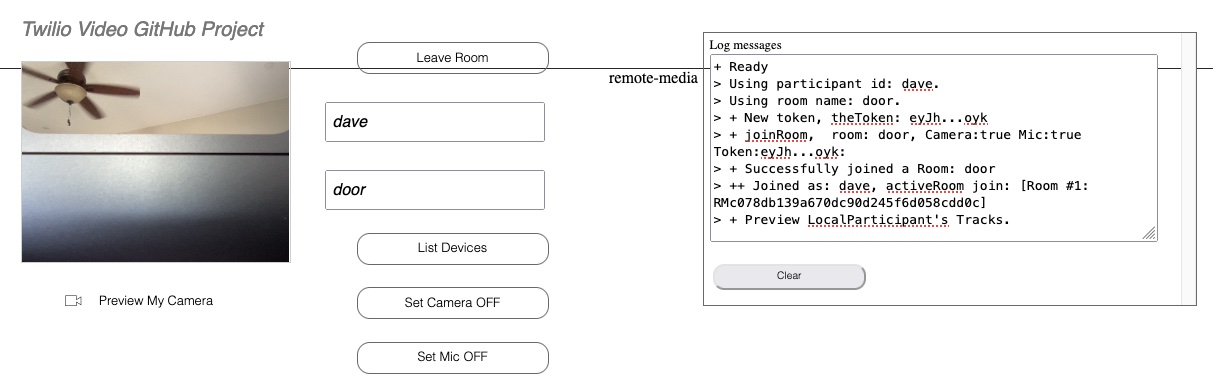 Twilio Video GitHub Project
Preview My Camera
Leave Room
dave
door
List Devices
Set Camera OFF
Set Mic OFF
remote-media
Log messages
+ Ready
> Using participant id: dave.
> Using room name: door.
> + New token, theToken: eyJh...oyk
> + joinRoom,  room: door, Camera:true Mic:true
Token:eyJh...oyk:
> + Successfully joined a Room: door
> ++ Joined as: dave, activeRoom join: [Room #1:
RMc078db139a670dc90d245f6d058cdd0c]
> + Preview LocalParticipant's Tracks.
Clear